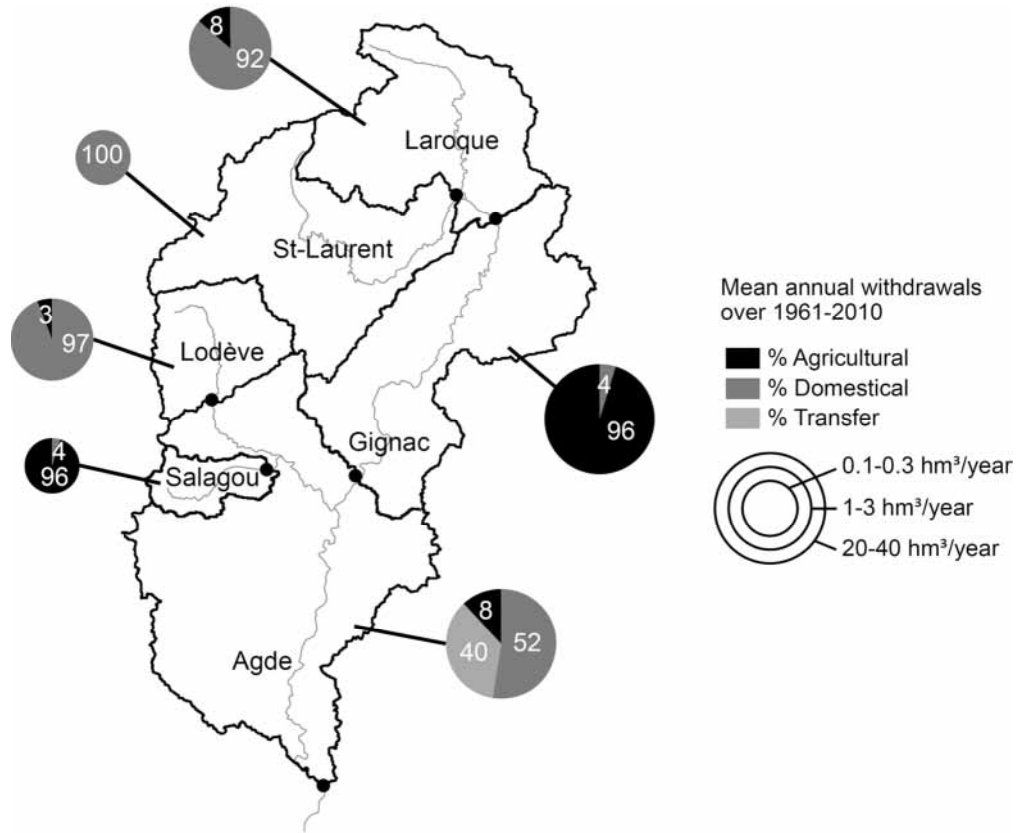 8
92
Laroque
100
St-Laurent
3
97
Lodève
4
96
Salagou
Gignac
4
96
Agde
8
40
52
Mean annual withdrawals
over 1961-2010
% Agricultural
% Domestical
% Transfer
0.1-0.3 hm³/year
1-3 hm³/year
20-40 hm³/year